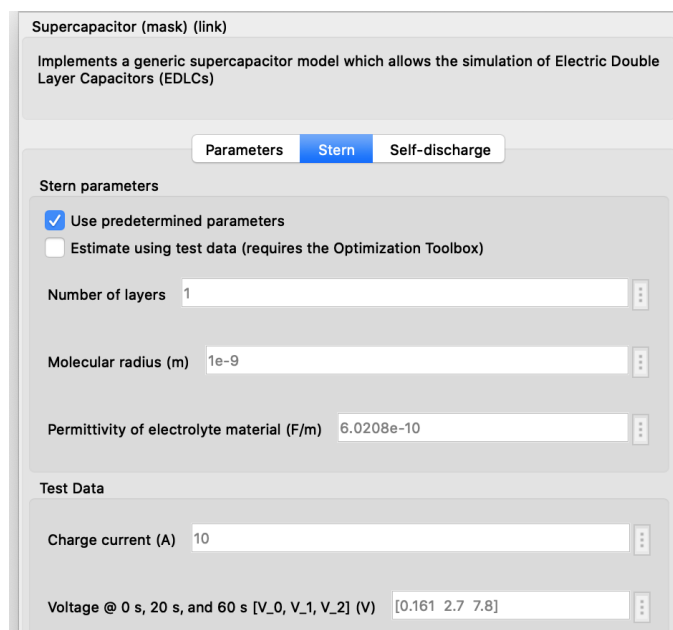 Supercapacitor (mask) (link)
Implements a generic supercapacitor model which allows the simulation of Electric Double
Layer Capacitors (EDLCs)
Parameters Stern Self-discharge
Stern parameters
Use predetermined parameters
Estimate using test data (requires the Optimization Toolbox)
Number of layers 1
Molecular radius (m) 1e-9
Permittivity of electrolyte material (F/m) 6.0208e-10
Test Data
Charge current (A) 10
Voltage @ 0 s, 20 s, and 60 s [V_0, V_1, V_2] (V) [0.161 2.7 7.8]